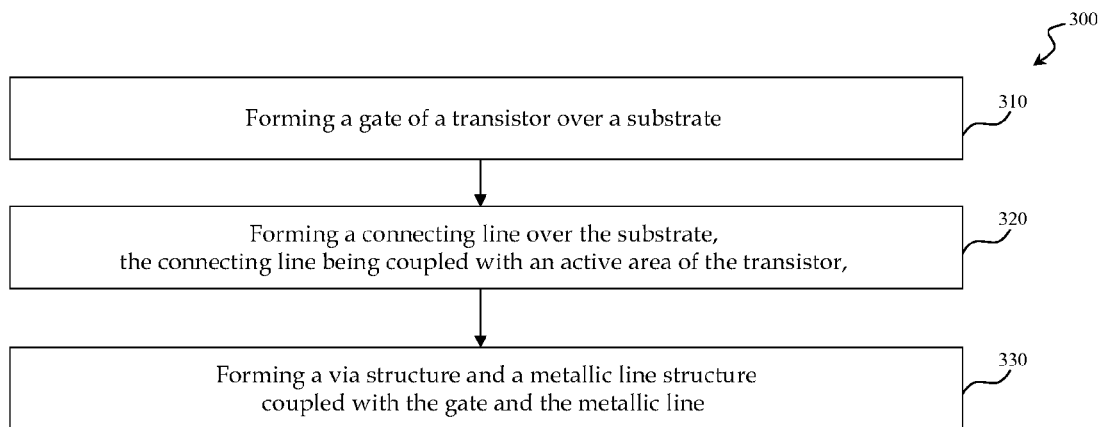 300
Forming a gate of a transistor over a substrate
310
Forming a connecting line over the substrate,
the connecting line being coupled with an active area of the transistor,
320
Forming a via structure and a metallic line structure
coupled with the gate and the metallic line
330